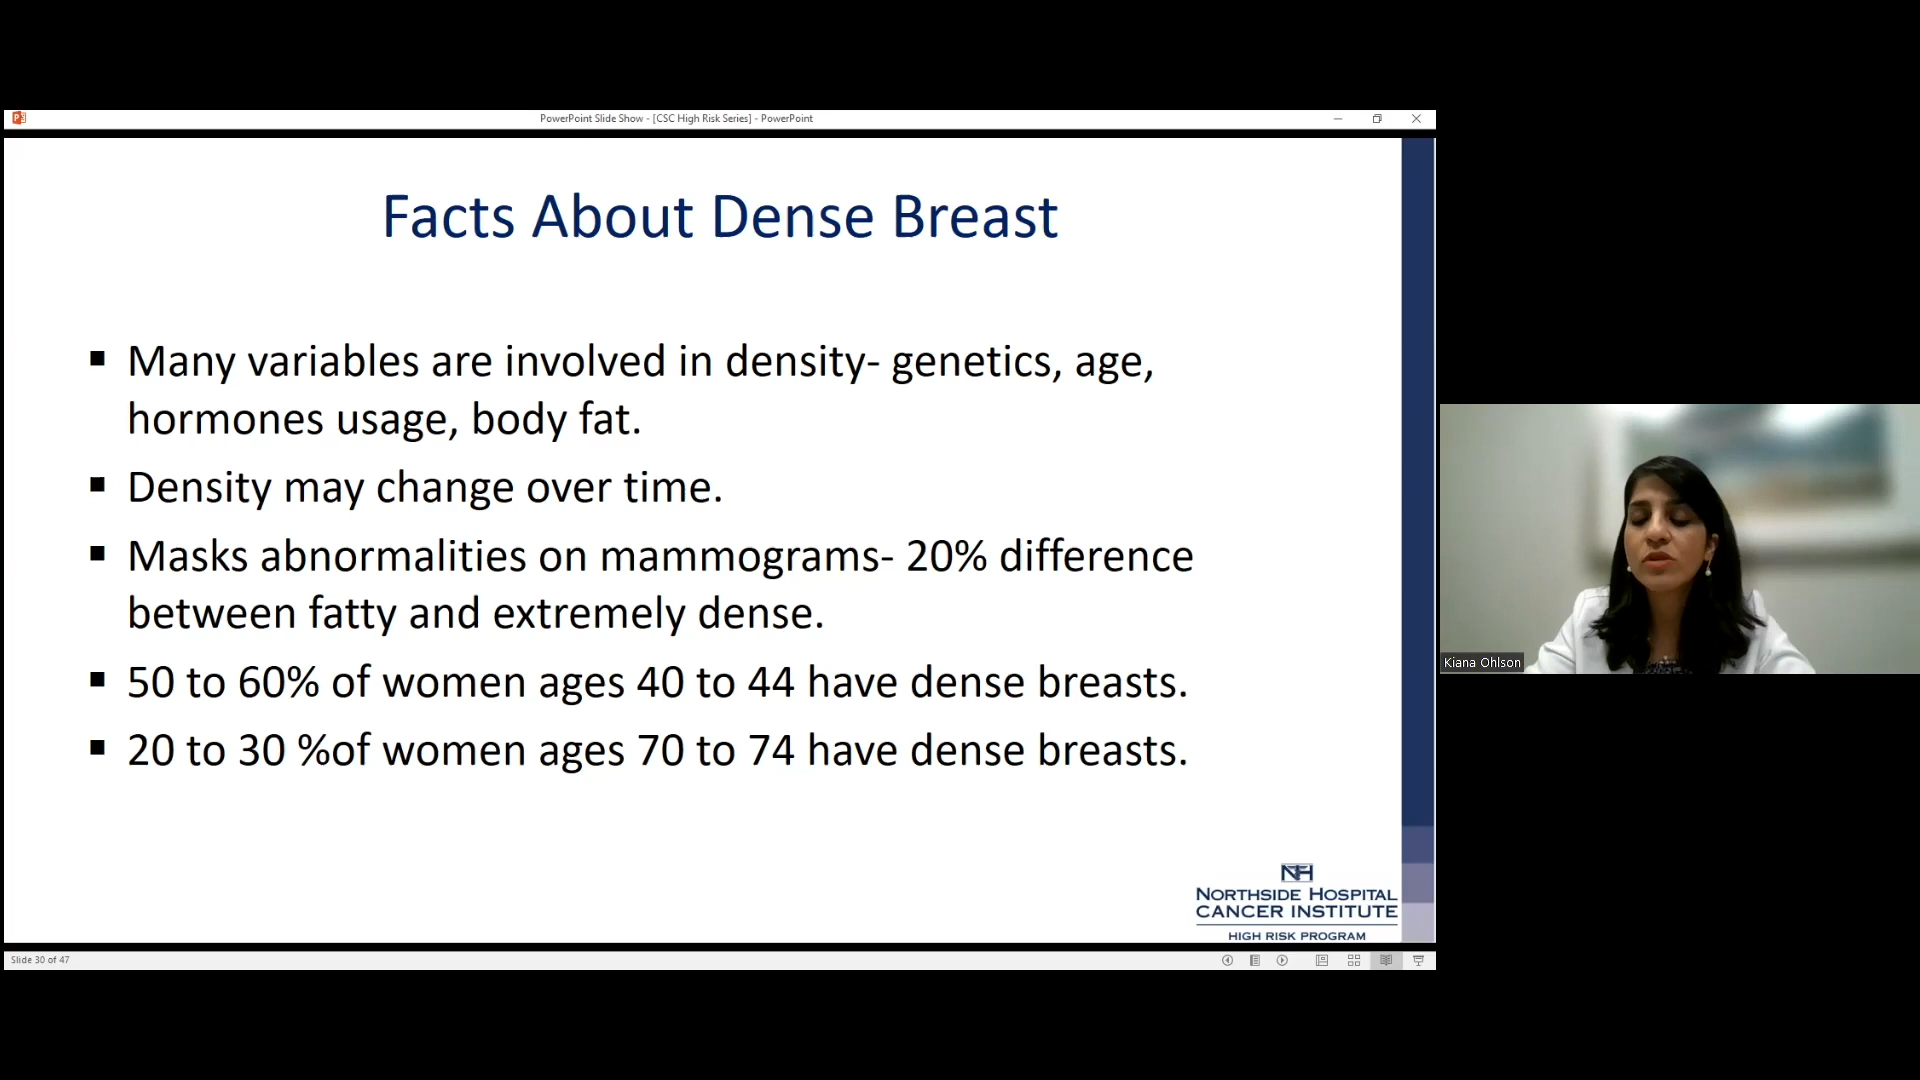 PowerPoint Slide Show - [CSC High Risk Series] - PowerPoint
Facts About Dense Breast
▪ Many variables are involved in density- genetics, age,
hormones usage, body fat.
▪ Density may change over time.
▪ Masks abnormalities on mammograms- 20% difference
between fatty and extremely dense.
▪ 50 to 60% of women ages 40 to 44 have dense breasts.
▪ 20 to 30 %of women ages 70 to 74 have dense breasts.
NH
NORTHSIDE HOSPITAL
CANCER INSTITUTE
HIGH RISK PROGRAM
Slide 30 of 47
Kiana Ohlson